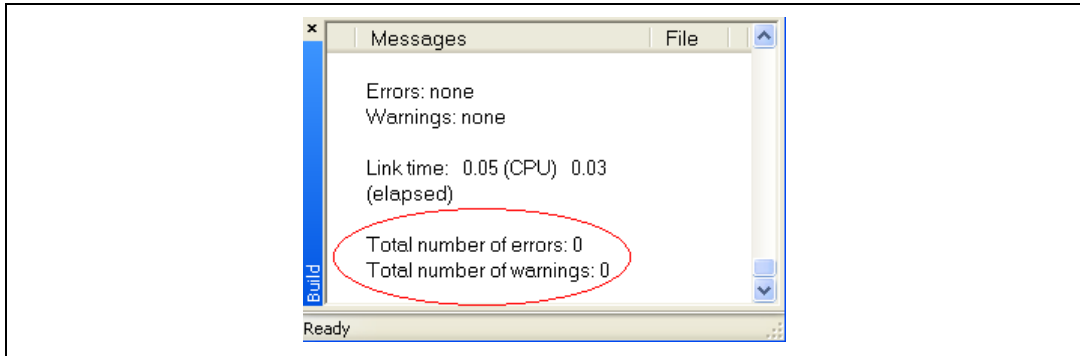 Messages File
Errors: none
Warnings: none
Link time: 0.05 (CPU) 0.03
(elapsed)
Total number of errors: 0
Total number of warnings: 0
Build
Ready